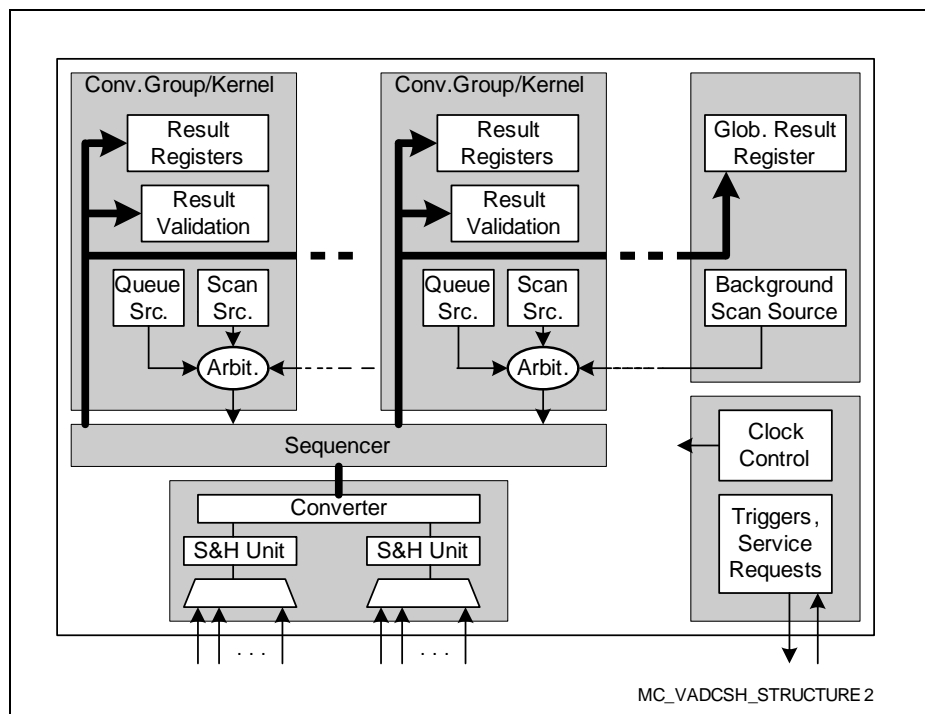 Conv.Group/Kernel
Result
Registers
Result
Validation
Queue
Src.
Scan
Src.
Arbit.
Conv.Group/Kernel
Result
Registers
Result
Validation
Queue
Src.
Scan
Src.
Arbit.
Glob. Result
Register
Background
Scan Source
Sequencer
Converter
S&H Unit
S&H Unit
. . .
. . .
Clock
Control
Triggers,
Service
Requests
MC_VADCSH_STRUCTURE 2